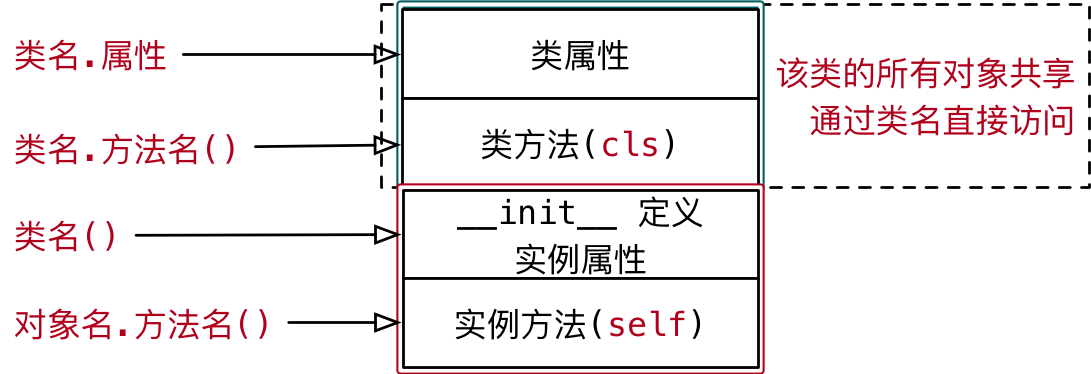 类名.属性
类属性
该类的所有对象共享
通过类名直接访问
类名.方法名()
类方法(cls)
类名()
__init__ 定义
实例属性
对象名.方法名()
实例方法(self)